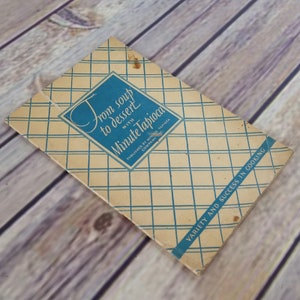 From soup
to dessert
WITH
Minute Tapioca
VARIETY AND SUCCESS IN COOKING